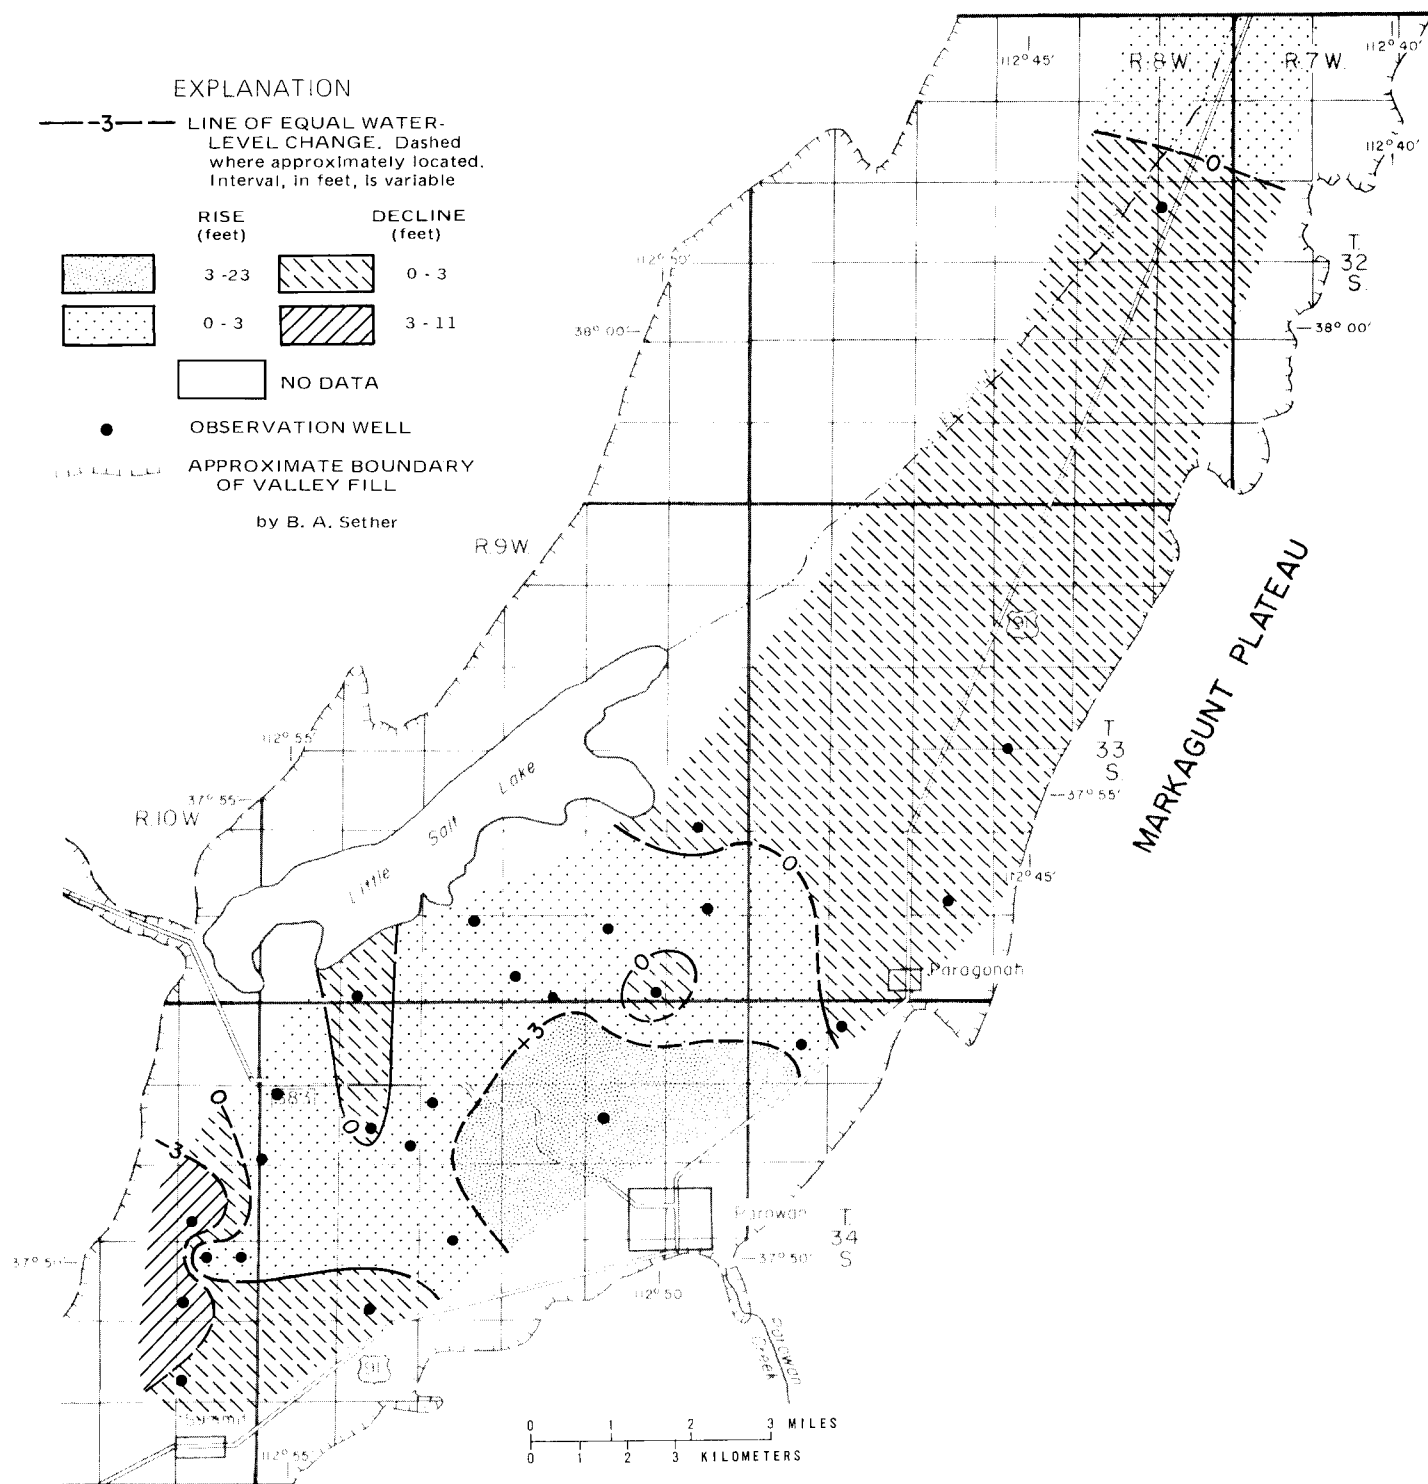 EXPLANATION
-3
LINE OF EQUAL WATER-
LEVEL CHANGE. Dashed
where approximately located.
Interval, in feet, is variable
RISE
(feet)
DECLINE
(feet)
3 -23
0 - 3
0 - 3
3 - 11
NO DATA
OBSERVATION WELL
APPROXIMATE BOUNDARY
OF VALLEY FILL
by B. A. Sether
112° 45'
R.8W.
R.7W.
112° 40'
112° 40'
0
T.
32
S.
112° 50'
38° 00'
38° 00'
R.9W.
91
MARKAGUNT PLATEAU
T.
33
S.
112° 55'
37° 55'
37° 55'
R.10W.
Little Salt Lake
0
112° 45'
0
Paragonah
+3
0
0
-3
Parowan
T.
34
S.
37° 50'
37° 50'
112° 50'
Parowan
Creek
91
Summit
112° 55'
0 1 2 3 MILES
0 1 2 3 KILOMETERS